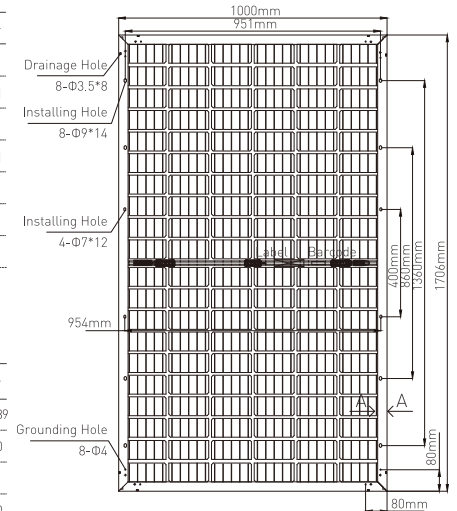 1000mm
951mm
Drainage Hole
8-Φ3.5*8
Installing Hole
8-Φ9*14
Installing Hole
4-Φ7*12
Label
Barcode
400mm
860mm
1360mm
1706mm
954mm
A A
Grounding Hole
8-Φ4
80mm
80mm